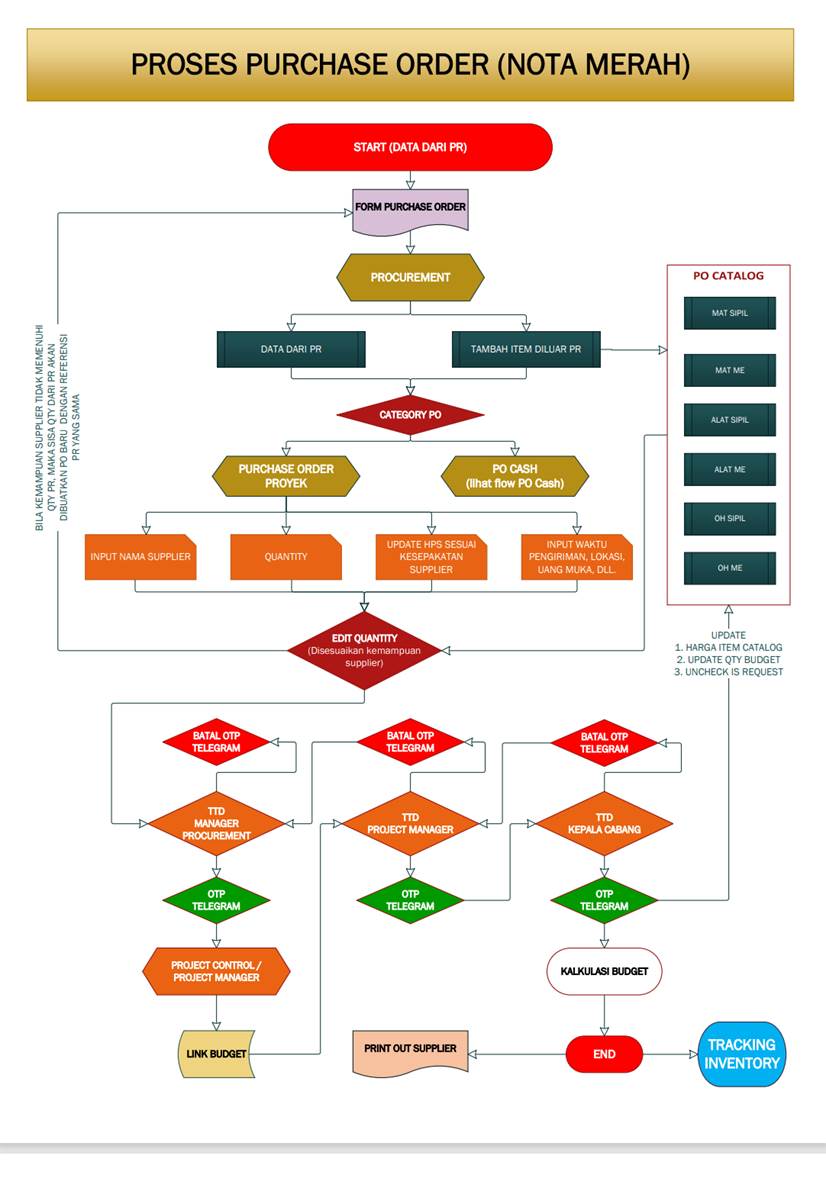 PROSES PURCHASE ORDER (NOTA MERAH)
START (DATA DARI PR)
FORM PURCHASE ORDER
PROCUREMENT
DATA DARI PR
TAMBAH ITEM DILUAR PR
PO CATALOG
MAT SIPIL
MAT ME
ALAT SIPIL
ALAT ME
OH SIPIL
OH ME
BILA KEMAMPUAN SUPPLIER TIDAK MEMENUHI
QTY PR, MAKA SISA QTY DARI PR AKAN
DIBUATKAN PO BARU DENGAN REFERENSI
PR YANG SAMA
CATEGORY PO
PURCHASE ORDER
PROYEK
PO CASH
(lihat flow PO Cash)
INPUT NAMA SUPPLIER
QUANTITY
UPDATE HPS SESUAI
KESEPAKATAN
SUPPLIER
INPUT WAKTU
PENGIRIMAN, LOKASI,
UANG MUKA, DLL.
EDIT QUANTITY
(Disesuaikan kemampuan
supplier)
UPDATE
1. HARGA ITEM CATALOG
2. UPDATE QTY BUDGET
3. UNCHECK IS REQUEST
BATAL OTP
TELEGRAM
BATAL OTP
TELEGRAM
BATAL OTP
TELEGRAM
TTD
MANAGER
PROCUREMENT
TTD
PROJECT MANAGER
TTD
KEPALA CABANG
OTP
TELEGRAM
OTP
TELEGRAM
OTP
TELEGRAM
PROJECT CONTROL /
PROJECT MANAGER
KALKULASI BUDGET
LINK BUDGET
PRINT OUT SUPPLIER
END
TRACKING
INVENTORY